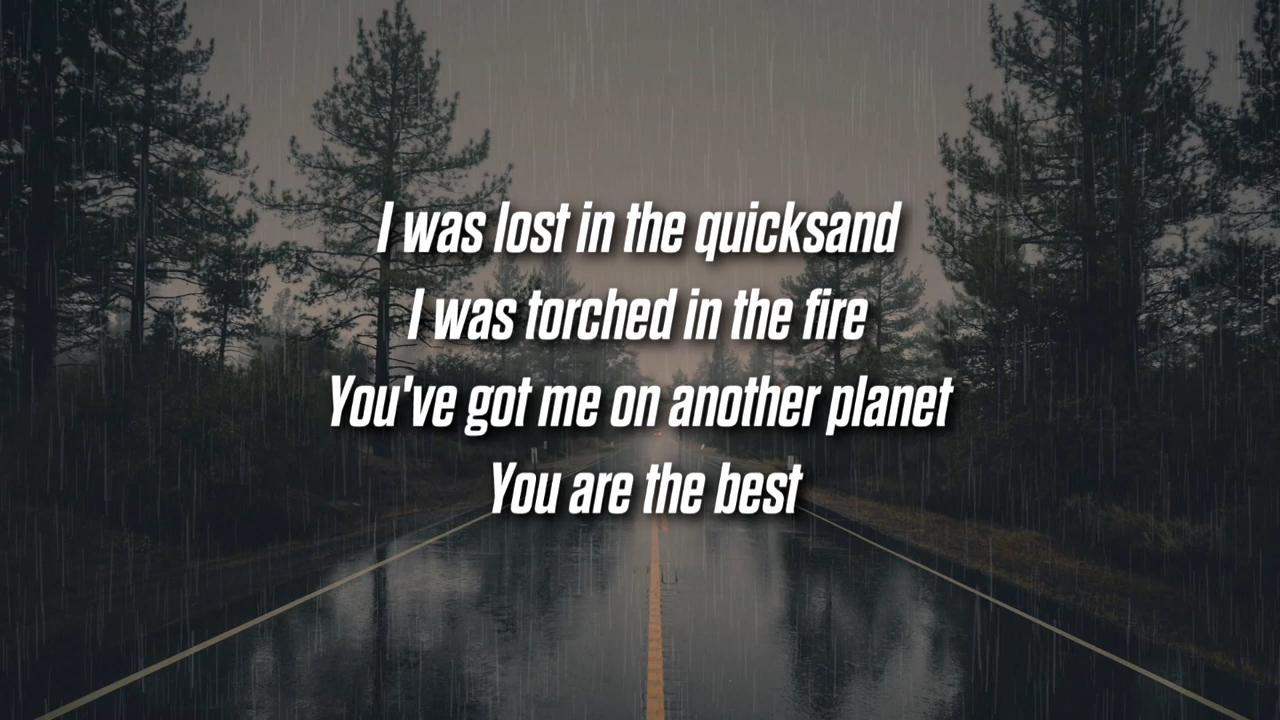 I was lost in the quicksand
I was torched in the fire
You've got me on another planet
You are the best